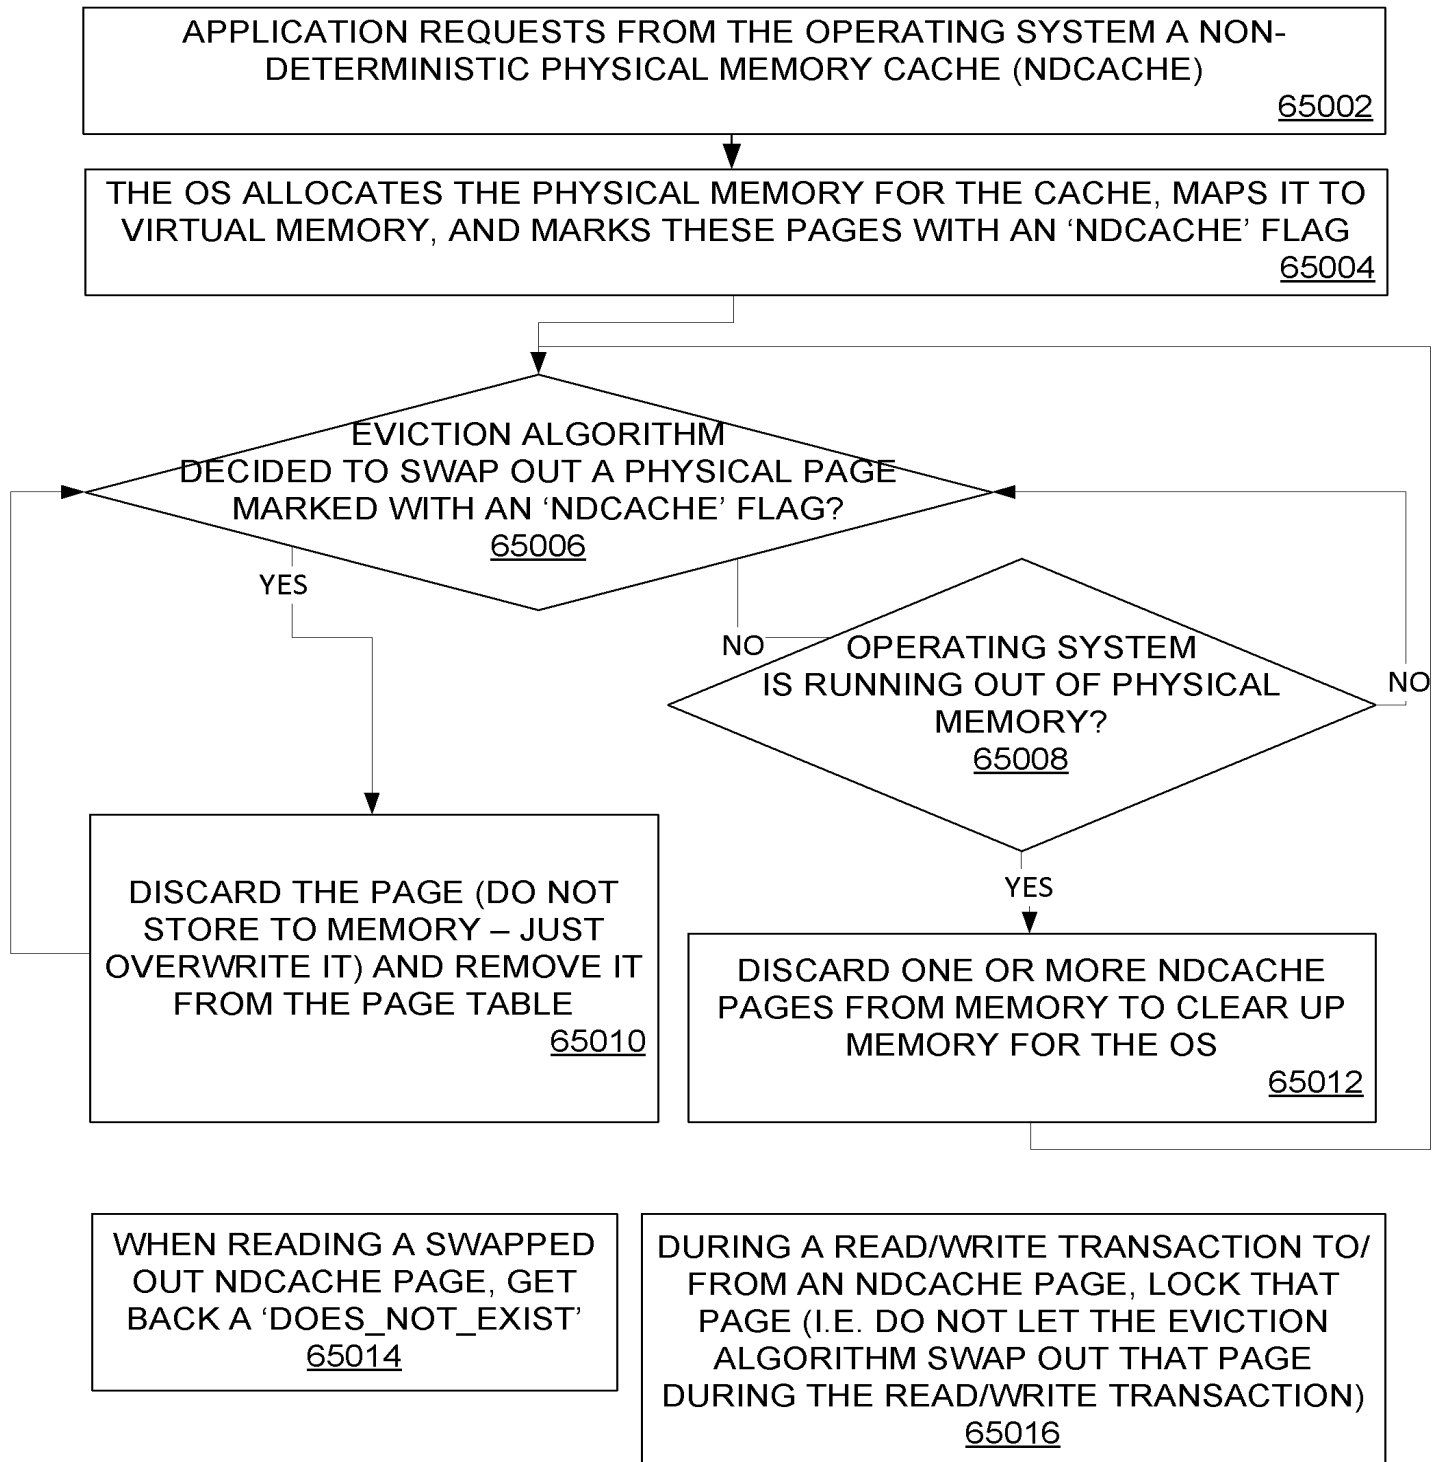 APPLICATION REQUESTS FROM THE OPERATING SYSTEM A NON-
DETERMINISTIC PHYSICAL MEMORY CACHE (NDCACHE)
65002
THE OS ALLOCATES THE PHYSICAL MEMORY FOR THE CACHE, MAPS IT TO
VIRTUAL MEMORY, AND MARKS THESE PAGES WITH AN ‘NDCACHE’ FLAG
65004
EVICTION ALGORITHM
DECIDED TO SWAP OUT A PHYSICAL PAGE
MARKED WITH AN ‘NDCACHE’ FLAG?
65006
YES
NO
OPERATING SYSTEM
IS RUNNING OUT OF PHYSICAL
MEMORY?
65008
NO
YES
DISCARD THE PAGE (DO NOT
STORE TO MEMORY – JUST
OVERWRITE IT) AND REMOVE IT
FROM THE PAGE TABLE
65010
DISCARD ONE OR MORE NDCACHE
PAGES FROM MEMORY TO CLEAR UP
MEMORY FOR THE OS
65012
WHEN READING A SWAPPED
OUT NDCACHE PAGE, GET
BACK A ‘DOES_NOT_EXIST’
65014
DURING A READ/WRITE TRANSACTION TO/
FROM AN NDCACHE PAGE, LOCK THAT
PAGE (I.E. DO NOT LET THE EVICTION
ALGORITHM SWAP OUT THAT PAGE
DURING THE READ/WRITE TRANSACTION)
65016